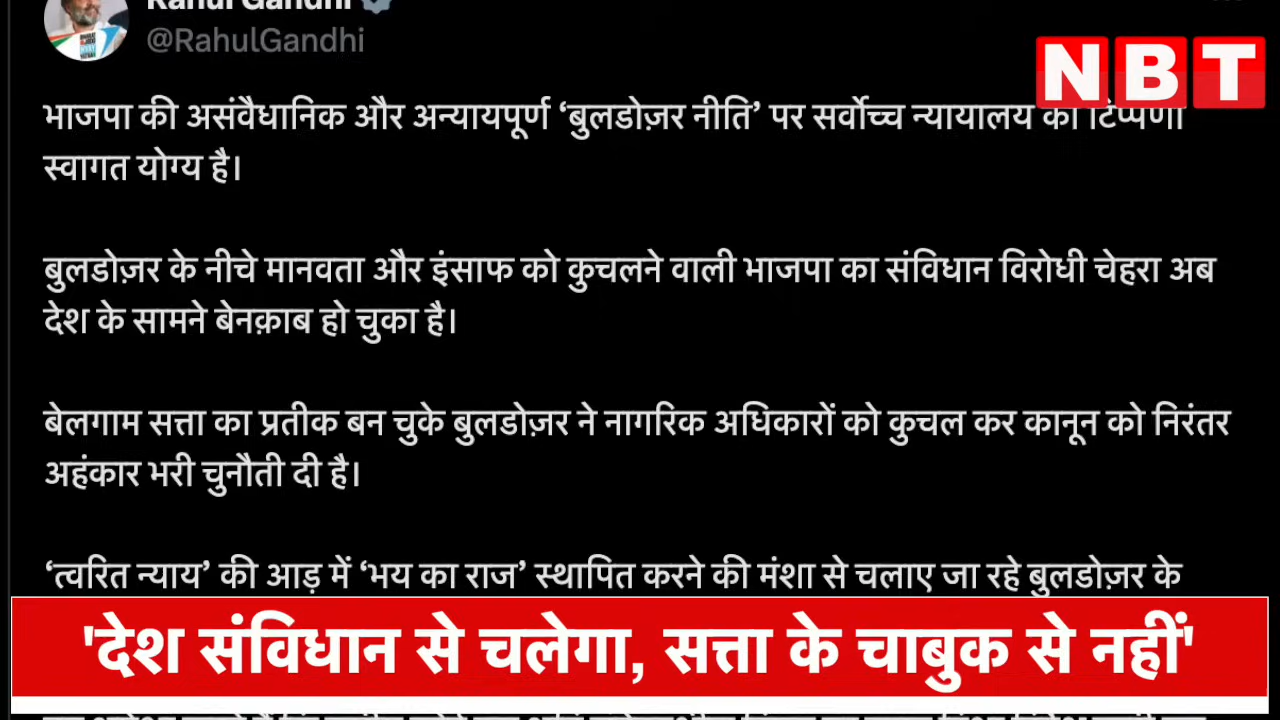 Rahul Gandhi
@RahulGandhi
NBT
भाजपा की असंवैधानिक और अन्यायपूर्ण ‘बुलडोज़र नीति’ पर सर्वोच्च न्यायालय की टिप्पणी
स्वागत योग्य है।
बुलडोज़र के नीचे मानवता और इंसाफ को कुचलने वाली भाजपा का संविधान विरोधी चेहरा अब
देश के सामने बेनक़ाब हो चुका है।
बेलगाम सत्ता का प्रतीक बन चुके बुलडोज़र ने नागरिक अधिकारों को कुचल कर कानून को निरंतर
अहंकार भरी चुनौती दी है।
‘त्वरित न्याय’ की आड़ में ‘भय का राज’ स्थापित करने की मंशा से चलाए जा रहे बुलडोज़र के
'देश संविधान से चलेगा, सत्ता के चाबुक से नहीं'